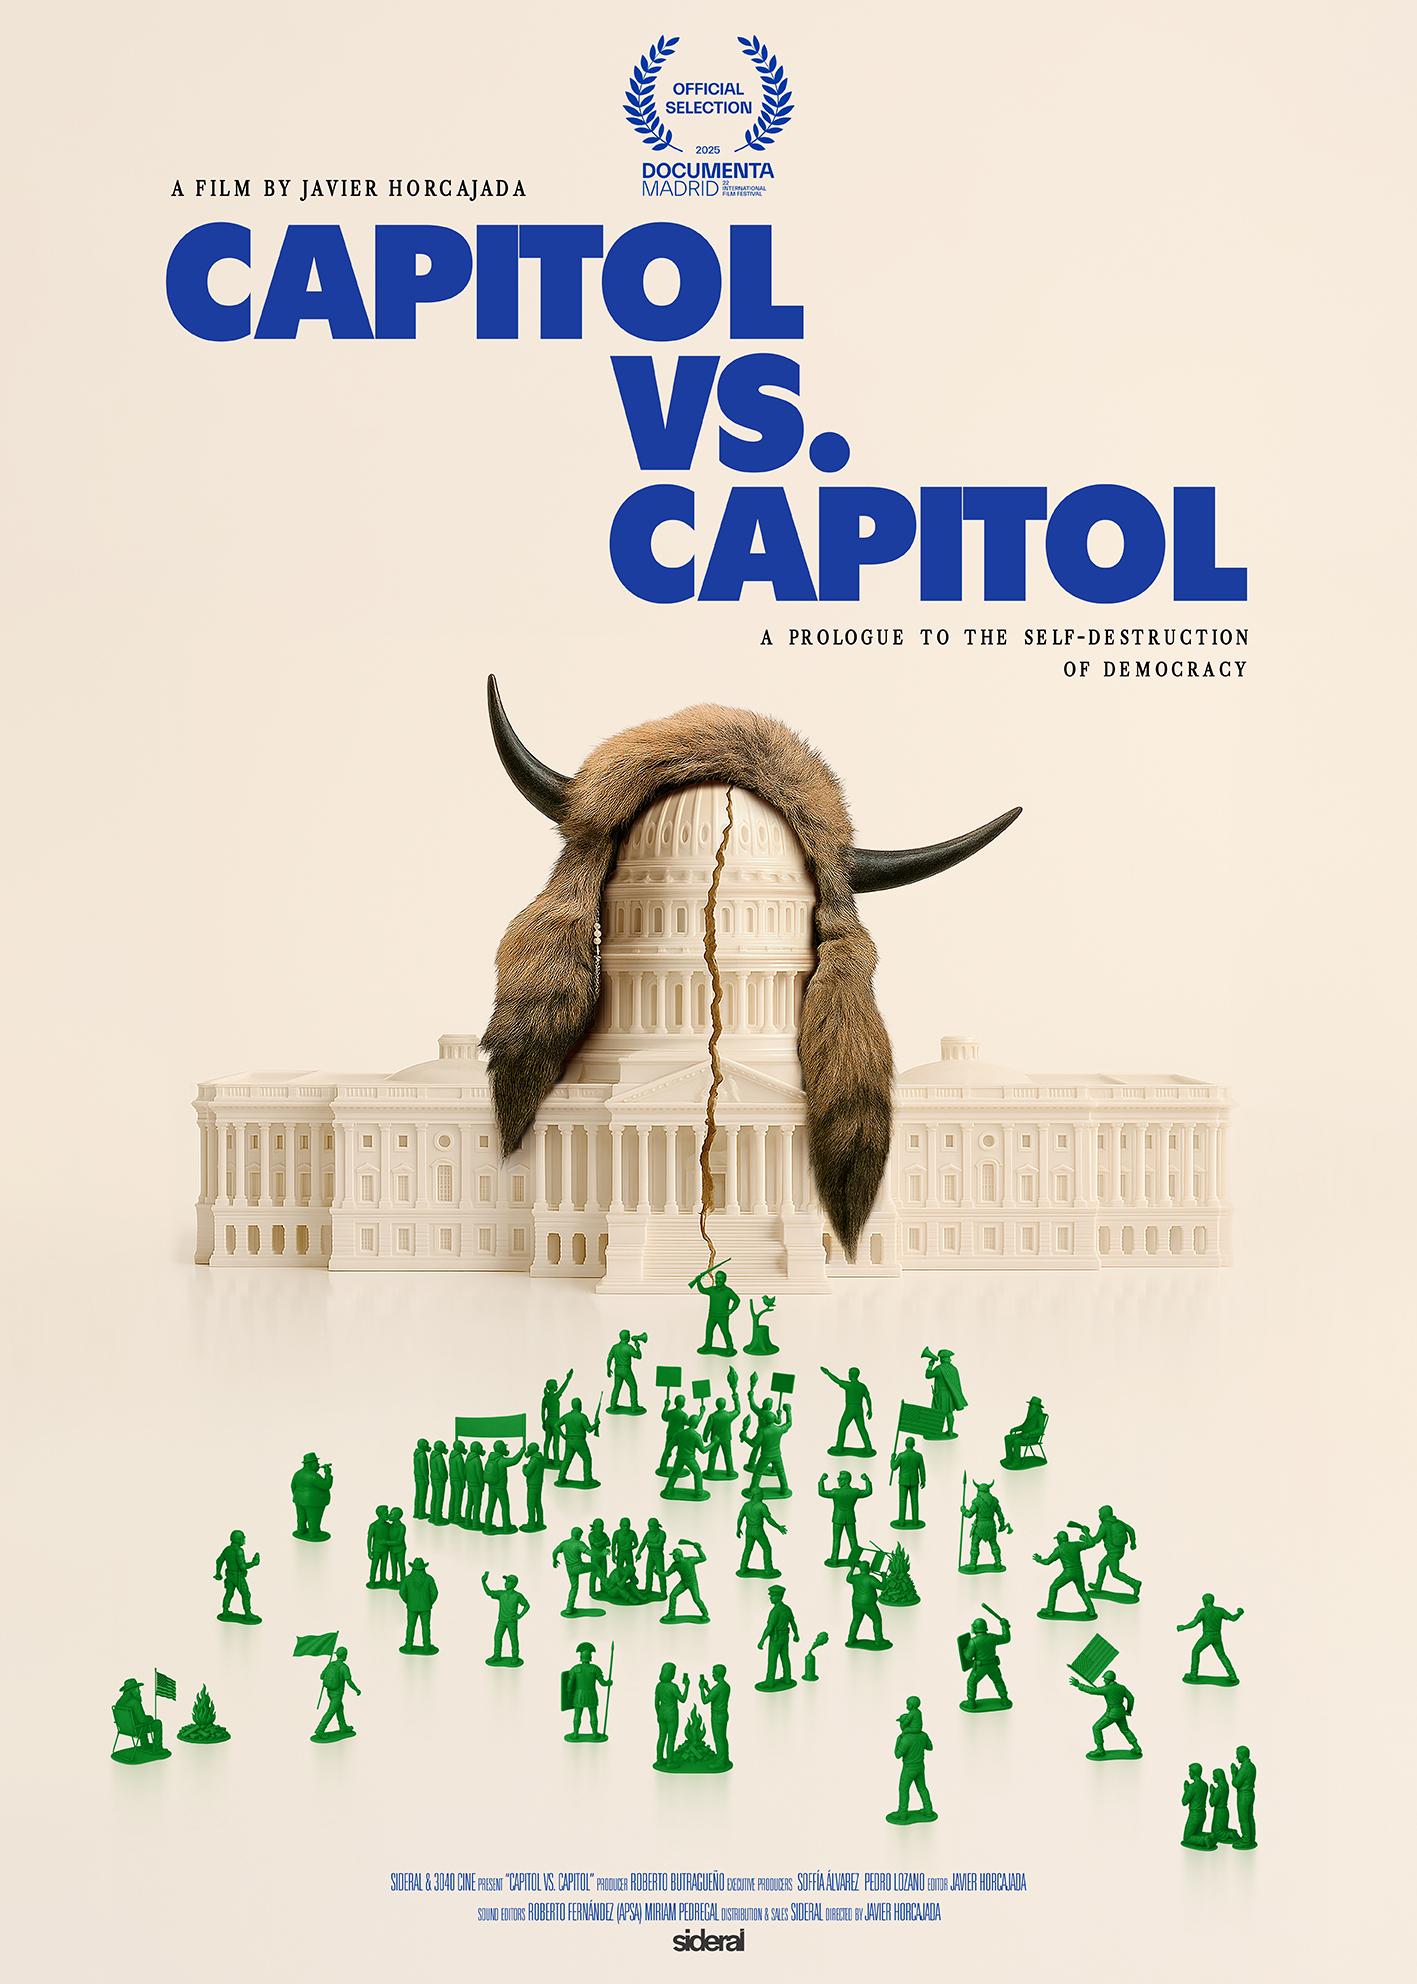 OFFICIAL
SELECTION
2025
DOCUMENTA
MADRID 22 INTERNATIONAL FILM FESTIVAL
A FILM BY JAVIER HORCAJADA
CAPITOL
VS.
CAPITOL
A PROLOGUE TO THE SELF-DESTRUCTION
OF DEMOCRACY
SIDERAL & 3040 CINE PRESENT "CAPITOL VS. CAPITOL" PRODUCER ROBERTO BUTRAGUEÑO EXECUTIVE PRODUCERS SOFFÍA ÁLVAREZ PEDRO LOZANO EDITOR JAVIER HORCAJADA
SOUND EDITORS ROBERTO FERNÁNDEZ (APSA) MIRIAM PEDREGAL DISTRIBUTION & SALES SIDERAL DIRECTED BY JAVIER HORCAJADA
sideral